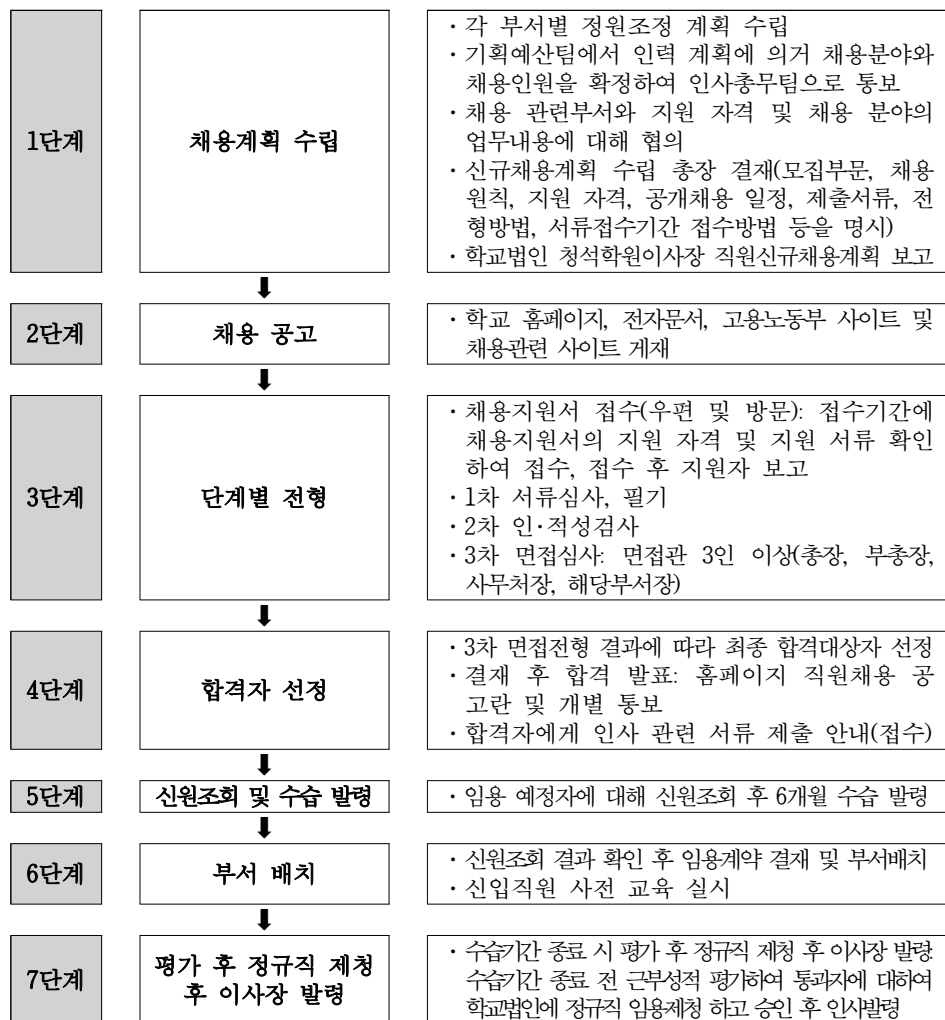 1단계
채용계획 수립
· 각 부서별 정원조정 계획 수립
· 기획예산팀에서 인력 계획에 의거 채용분야와
채용인원을 확정하여 인사총무팀으로 통보
· 채용 관련부서와 지원 자격 및 채용 분야의
업무내용에 대해 협의
· 신규채용계획 수립 총장 결재(모집부문, 채용
원칙, 지원 자격, 공개채용 일정, 제출서류, 전
형방법, 서류접수기간 접수방법 등을 명시)
· 학교법인 청석학원이사장 직원신규채용계획 보고
2단계
채용 공고
· 학교 홈페이지, 전자문서, 고용노동부 사이트 및
채용관련 사이트 게재
3단계
단계별 전형
· 채용지원서 접수(우편 및 방문): 접수기간에
채용지원서의 지원 자격 및 지원 서류 확인
하여 접수, 접수 후 지원자 보고
· 1차 서류심사, 필기
· 2차 인·적성검사
· 3차 면접심사: 면접관 3인 이상(총장, 부총장,
사무처장, 해당부서장)
4단계
합격자 선정
· 3차 면접전형 결과에 따라 최종 합격대상자 선정
· 결재 후 합격 발표: 홈페이지 직원채용 공
고란 및 개별 통보
· 합격자에게 인사 관련 서류 제출 안내(접수)
5단계
신원조회 및 수습 발령
· 임용 예정자에 대해 신원조회 후 6개월 수습 발령
6단계
부서 배치
· 신원조회 결과 확인 후 임용계약 결재 및 부서배치
· 신입직원 사전 교육 실시
7단계
평가 후 정규직 제청
후 이사장 발령
· 수습기간 종료 시 평가 후 정규직 제청 후 이사장 발령:
수습기간 종료 전 근부성적 평가하여 통과자에 대하여
학교법인에 정규직 임용제청 하고 승인 후 인사발령